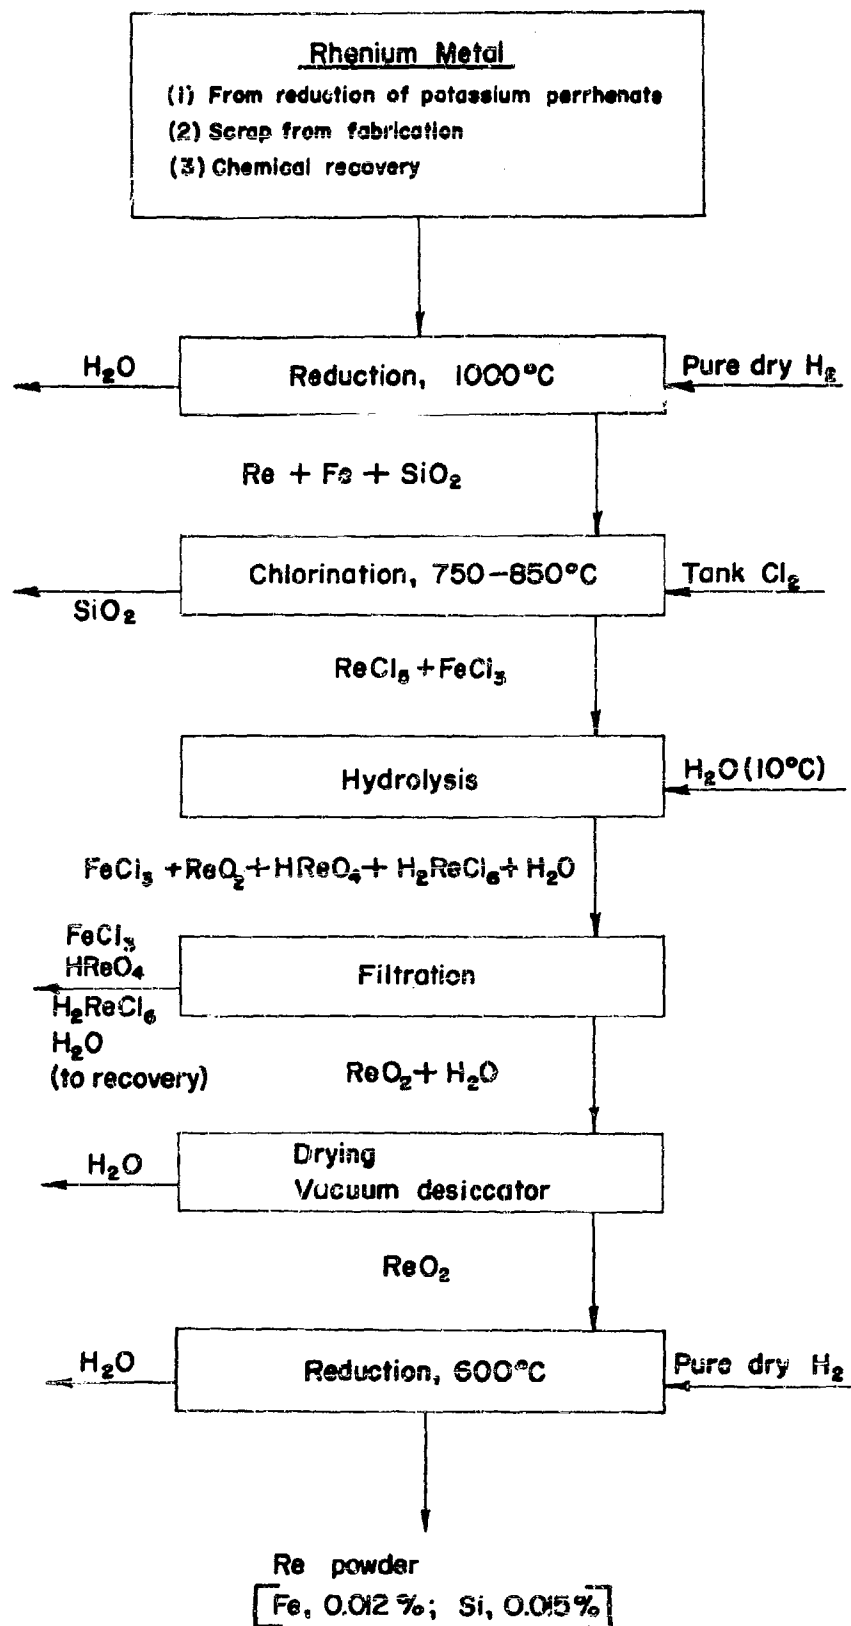 Rhenium Metal
(1) From reduction of potassium perrhenate
(2) Scrap from fabrication
(3) Chemical recovery
H₂O
Reduction, 1000°C
Pure dry H₂
Re + Fe + SiO₂
Chlorination, 750-850°C
Tank Cl₂
SiO₂
ReCl₅ + FeCl₃
Hydrolysis
H₂O (10°C)
FeCl₃ + ReO₂ + HReO₄ + H₂ReCl₆ + H₂O
FeCl₃
HReO₄
H₂ReCl₆
H₂O
(to recovery)
Filtration
ReO₂ + H₂O
H₂O
Drying
Vacuum desiccator
ReO₂
H₂O
Reduction, 600°C
Pure dry H₂
Re powder
[Fe, 0.012 %; Si, 0.015%]